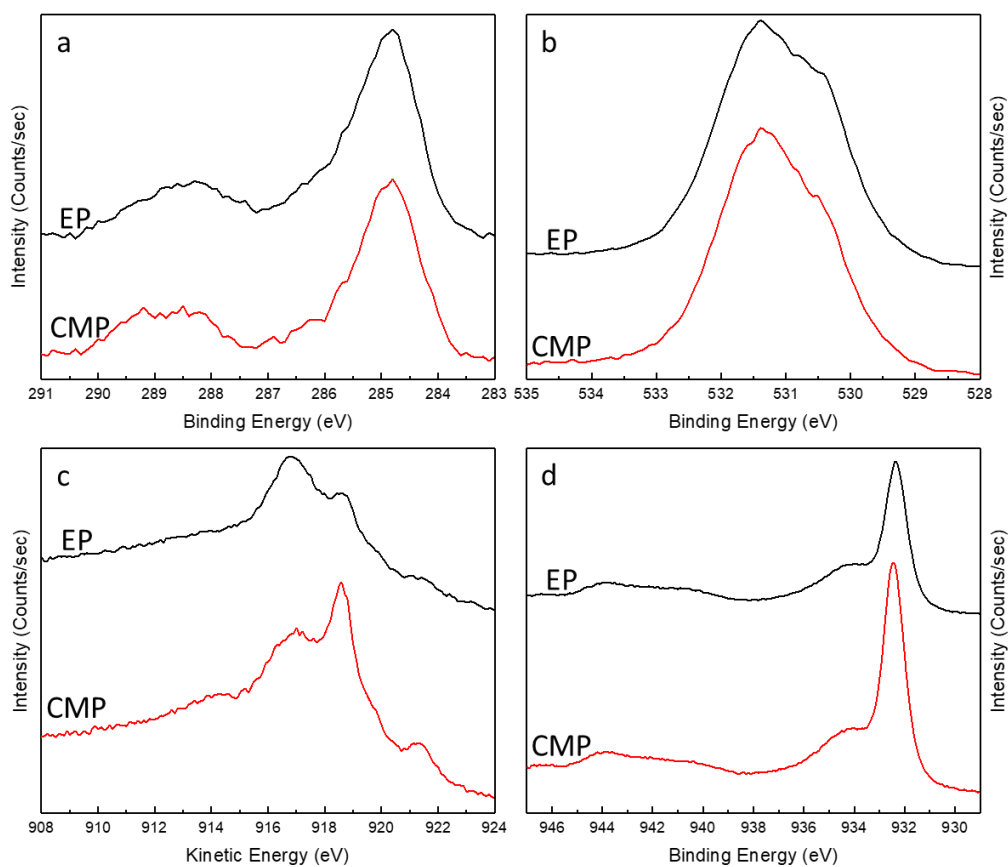 a
EP
CMP
Intensity (Counts/sec)
291 290 289 288 287 286 285 284 283
Binding Energy (eV)
b
EP
CMP
Intensity (Counts/sec)
535 534 533 532 531 530 529 528
Binding Energy (eV)
c
EP
CMP
Intensity (Counts/sec)
908 910 912 914 916 918 920 922 924
Kinetic Energy (eV)
d
EP
CMP
Intensity (Counts/sec)
946 944 942 940 938 936 934 932 930
Binding Energy (eV)